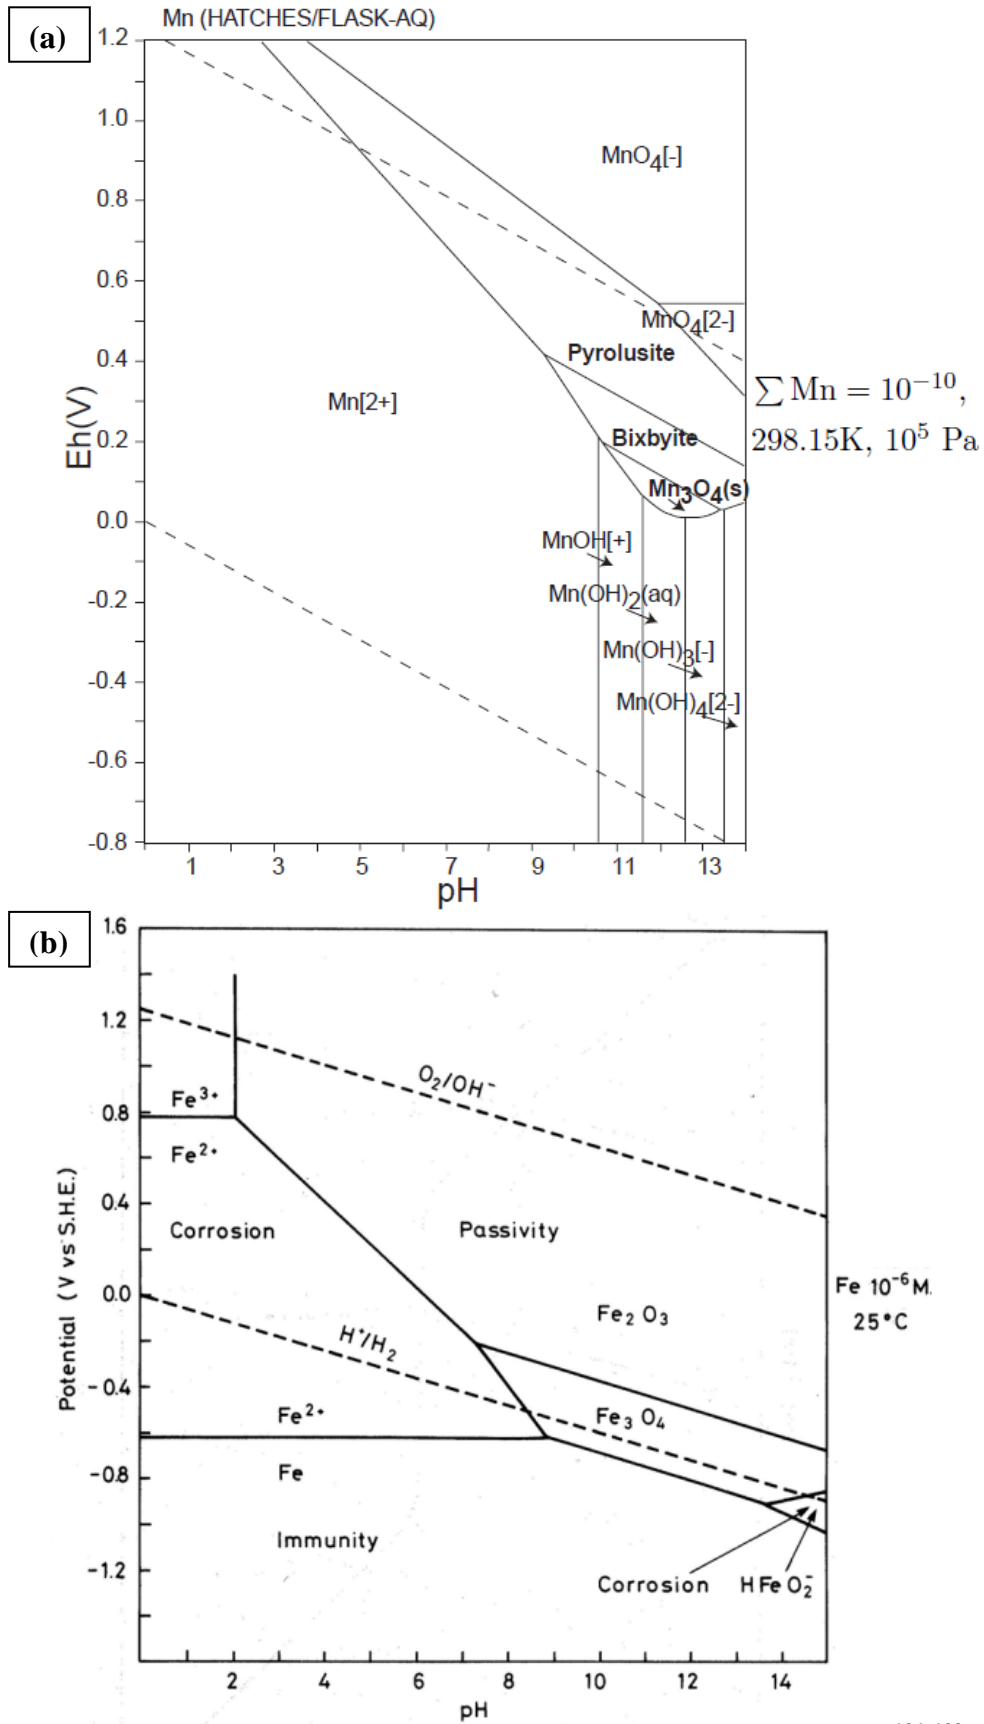 (a)
Mn (HATCHES/FLASK-AQ)
1.2
1.0
0.8
0.6
0.4
0.2
0.0
-0.2
-0.4
-0.6
-0.8
Eh(V)
MnO4[-]
MnO4[2-]
Pyrolusite
Mn[2+]
Bixbyite
Mn3O4(s)
MnOH[+]
Mn(OH)2(aq)
Mn(OH)3[-]
Mn(OH)4[2-]
∑ Mn = 10⁻¹⁰,
298.15K, 10⁵ Pa
1 3 5 7 9 11 13
pH
(b)
1.6
1.2
0.8
0.4
0.0
-0.4
-0.8
-1.2
Potential (V vs S.H.E.)
O2/OH⁻
Fe³⁺
Fe²⁺
Corrosion
Passivity
Fe2O3
H⁺/H2
Fe²⁺
Fe3O4
Fe
Immunity
Corrosion HFeO2⁻
Fe 10⁻⁶M.
25°C
2 4 6 8 10 12 14
pH